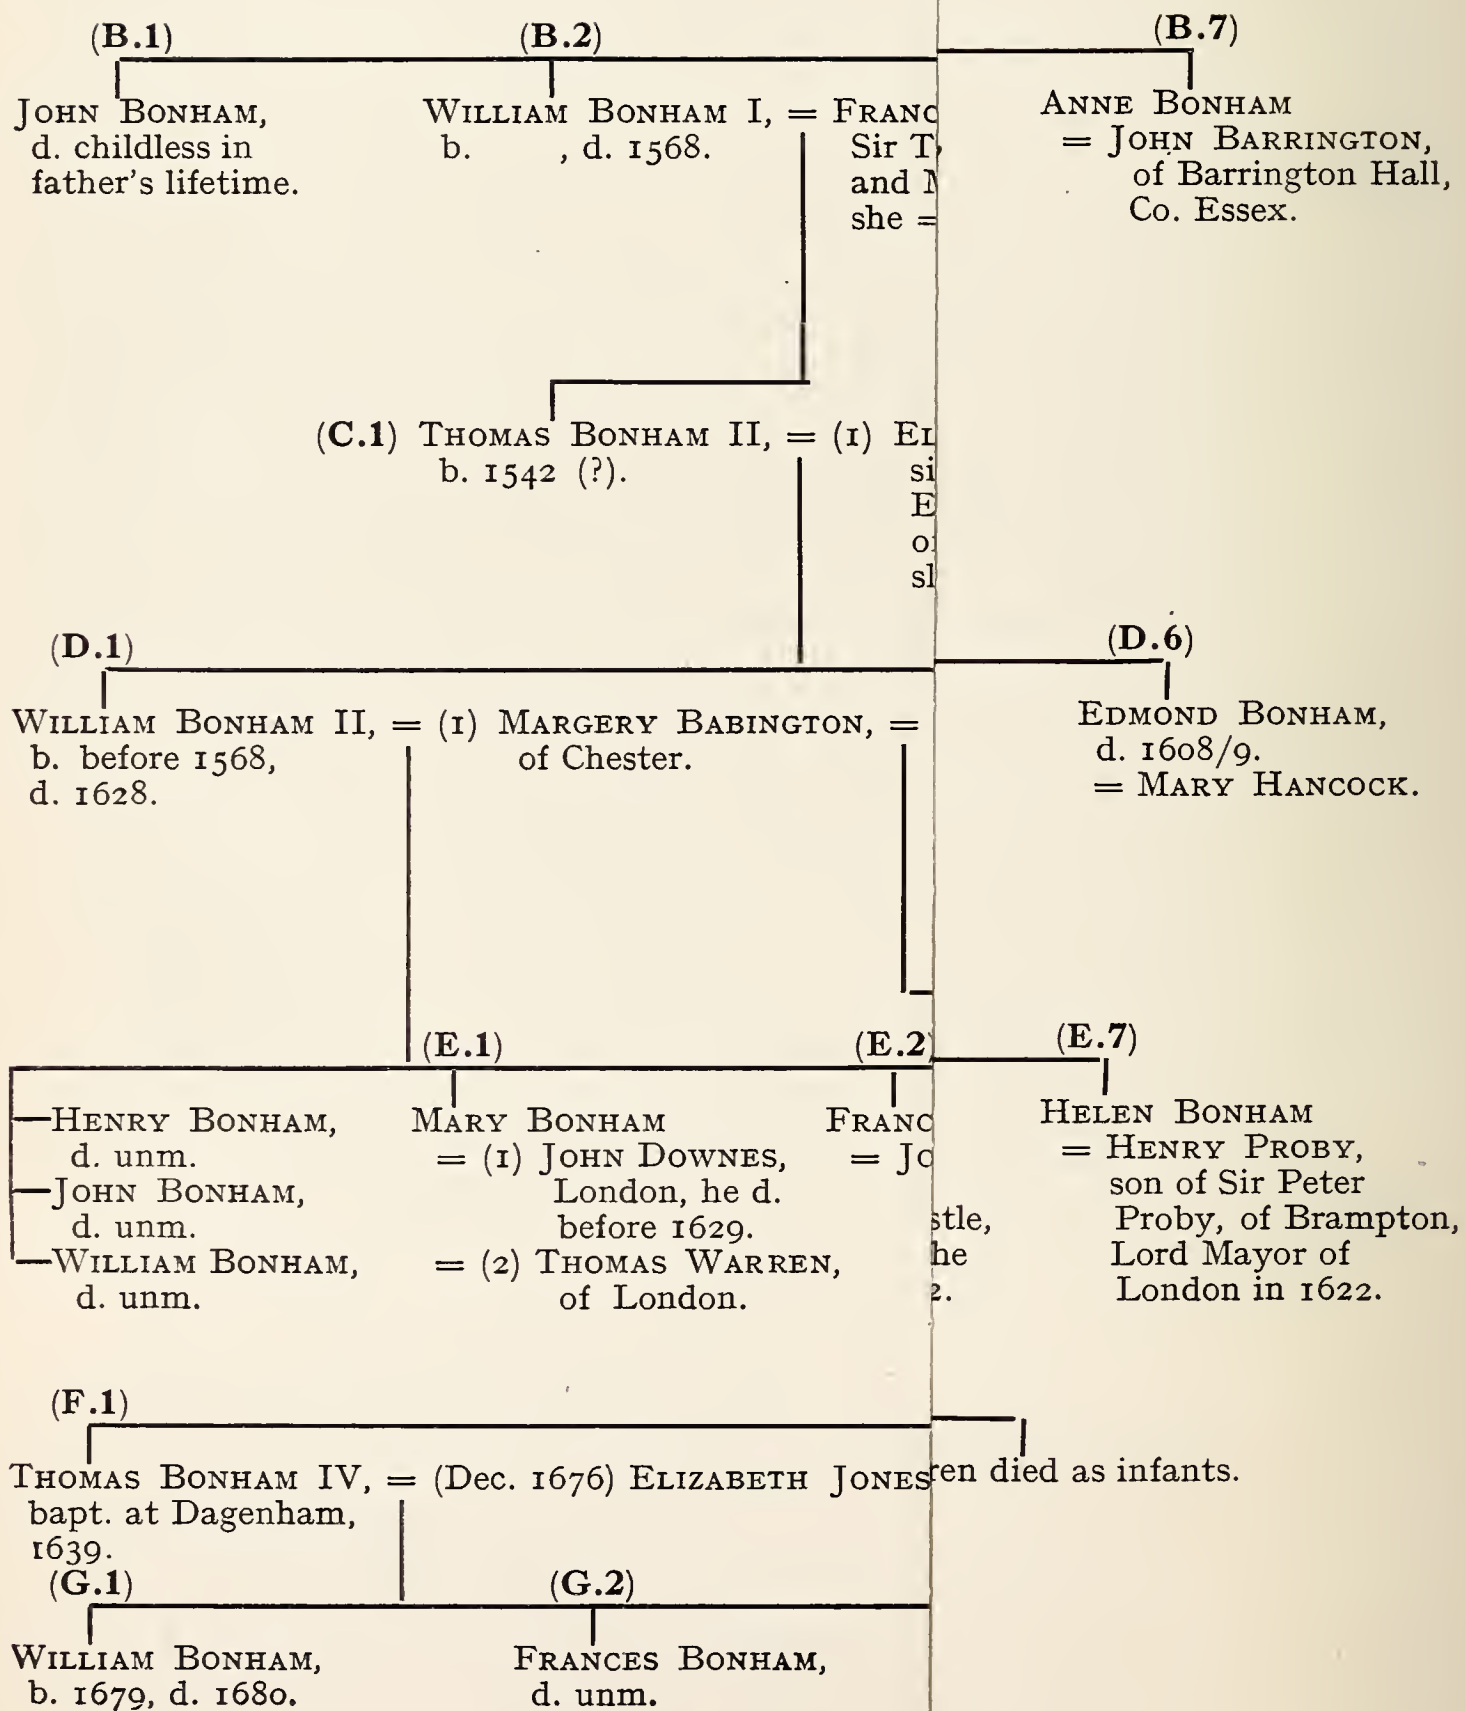 (B.1) (B.2) (B.7)
JOHN BONHAM,
d. childless in
father's lifetime.
WILLIAM BONHAM I, = FRANC
b. , d. 1568.
Sir T
and M
she =
ANNE BONHAM
= JOHN BARRINGTON,
of Barrington Hall,
Co. Essex.
(C.1) THOMAS BONHAM II, = (1) EL
b. 1542 (?).
si
E
o
sl
(D.1) (D.6)
WILLIAM BONHAM II, = (1) MARGERY BABINGTON, =
b. before 1568,
d. 1628.
of Chester.
EDMOND BONHAM,
d. 1608/9.
= MARY HANCOCK.
(E.1) (E.2) (E.7)
HENRY BONHAM,
d. unm.
JOHN BONHAM,
d. unm.
WILLIAM BONHAM,
d. unm.
MARY BONHAM
= (1) JOHN DOWNES,
London, he d.
before 1629.
= (2) THOMAS WARREN,
of London.
FRANC
= JO
stle,
he
2.
HELEN BONHAM
= HENRY PROBY,
son of Sir Peter
Proby, of Brampton,
Lord Mayor of
London in 1622.
(F.1)
THOMAS BONHAM IV, = (Dec. 1676) ELIZABETH JONES
bapt. at Dagenham,
1639.
ren died as infants.
(G.1) (G.2)
WILLIAM BONHAM,
b. 1679, d. 1680.
FRANCES BONHAM,
d. unm.